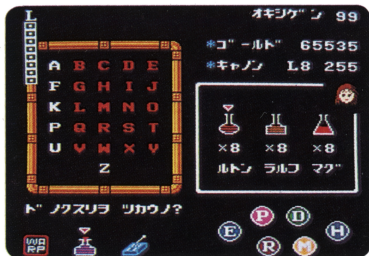 L
オキシゲン 99
*ゴールド 65535
*キャノン L8 255
A B C D E
F G H I J
K L M N O
P Q R S T
U V W X Y
Z
×8 ×8 ×8
ルトン ラルフ マグ
ドノクスリヲ ツカウノ?
WARP
P D
E H
R M